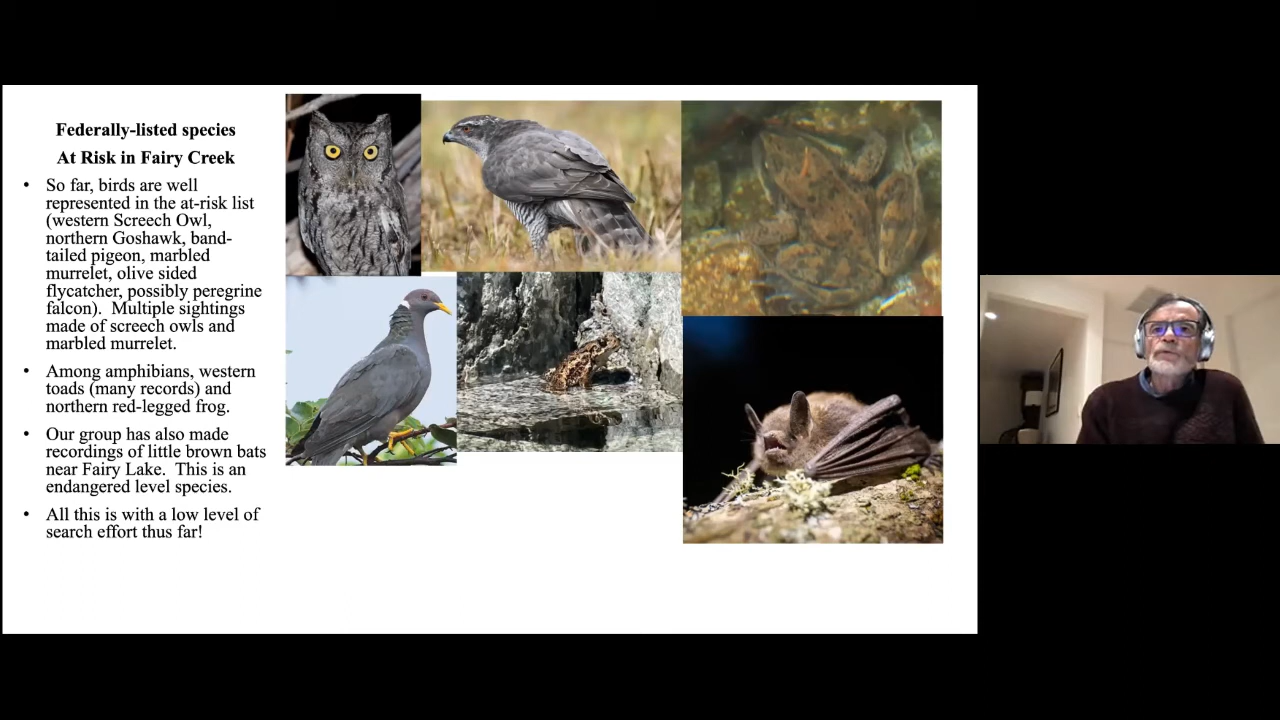 Federally-listed species
At Risk in Fairy Creek
• So far, birds are well
represented in the at-risk list
(western Screech Owl,
northern Goshawk, band-
tailed pigeon, marbled
murrelet, olive sided
flycatcher, possibly peregrine
falcon).  Multiple sightings
made of screech owls and
marbled murrelet.
• Among amphibians, western
toads (many records) and
northern red-legged frog.
• Our group has also made
recordings of little brown bats
near Fairy Lake.  This is an
endangered level species.
• All this is with a low level of
search effort thus far!